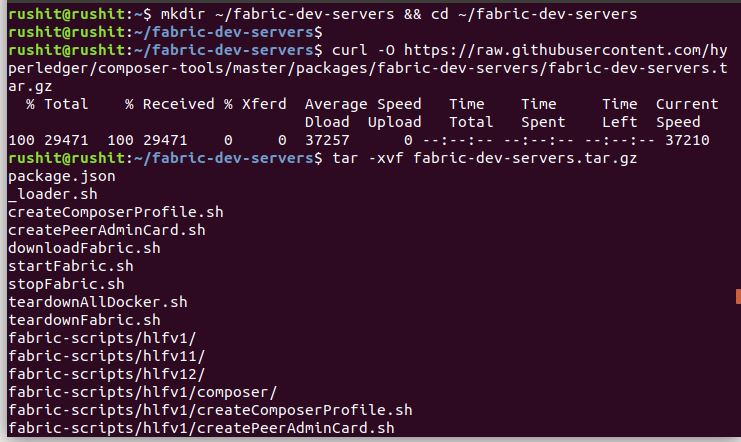 rushit@rushit:~$ mkdir ~/fabric-dev-servers && cd ~/fabric-dev-servers
rushit@rushit:~/fabric-dev-servers$
rushit@rushit:~/fabric-dev-servers$ curl -O https://raw.githubusercontent.com/hy
perledger/composer-tools/master/packages/fabric-dev-servers/fabric-dev-servers.t
ar.gz
  % Total    % Received % Xferd  Average Speed   Time    Time     Time  Current
                                 Dload  Upload   Total   Spent    Left  Speed
100 29471  100 29471    0     0  37257      0 --:--:-- --:--:-- --:--:-- 37210
rushit@rushit:~/fabric-dev-servers$ tar -xvf fabric-dev-servers.tar.gz
package.json
_loader.sh
createComposerProfile.sh
createPeerAdminCard.sh
downloadFabric.sh
startFabric.sh
stopFabric.sh
teardownAllDocker.sh
teardownFabric.sh
fabric-scripts/hlfv1/
fabric-scripts/hlfv11/
fabric-scripts/hlfv12/
fabric-scripts/hlfv1/composer/
fabric-scripts/hlfv1/createComposerProfile.sh
fabric-scripts/hlfv1/createPeerAdminCard.sh